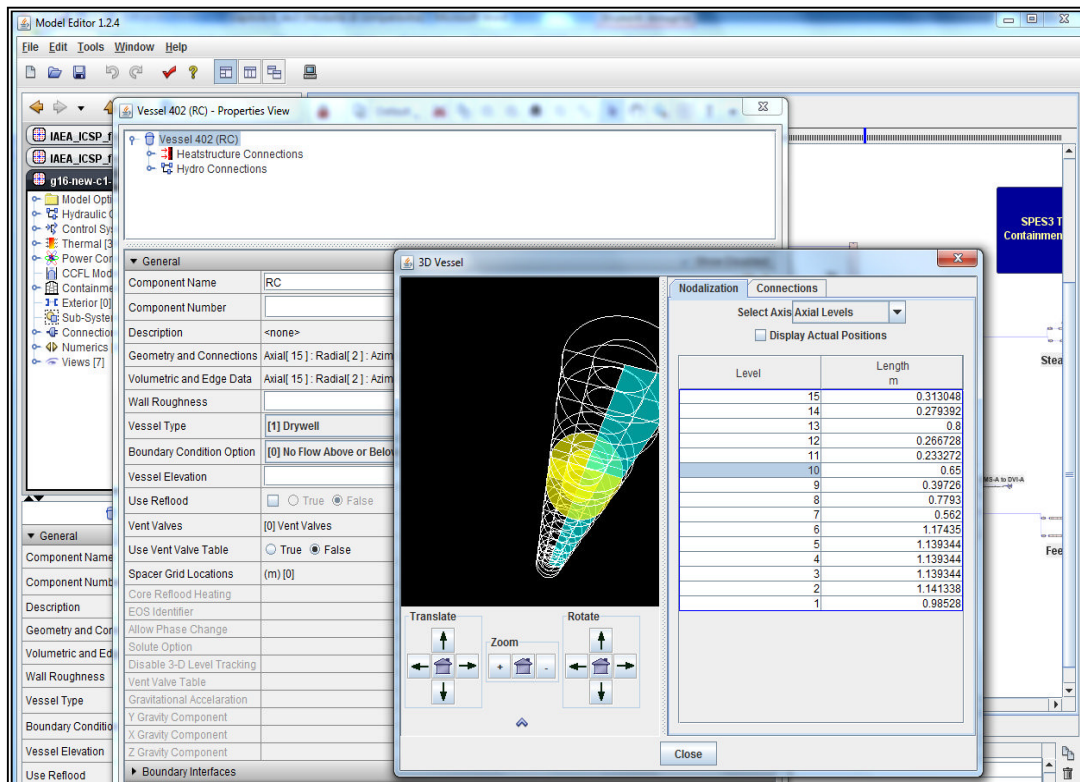 Model Editor 1.2.4
File Edit Tools Window Help
Vessel 402 (RC) - Properties View
Default
IAEA_ICSP_f
IAEA_ICSP_f
g16-new-c1-
Model Opti
Hydraulic C
Control Sys
Thermal [3
Power Con
CCFL Mod
Containme
Exterior [0]
Sub-System
Connection
Numerics
Views [7]
Vessel 402 (RC)
Heatstructure Connections
Hydro Connections
General
Component Name RC
Component Number
Description <none>
Geometry and Connections Axial[ 15 ] : Radial[ 2 ] : Azim
Volumetric and Edge Data Axial[ 15 ] : Radial[ 2 ] : Azim
Wall Roughness
Vessel Type [1] Drywell
Boundary Condition Option [0] No Flow Above or Below
Vessel Elevation
Use Reflood True False
Vent Valves [0] Vent Valves
Use Vent Valve Table True False
Spacer Grid Locations (m) [0]
Core Reflood Heating
EOS Identifier
Allow Phase Change
Solute Option
Disable 3-D Level Tracking
Vent Valve Table
Gravitational Accelaration
Y Gravity Component
X Gravity Component
Z Gravity Component
Boundary Interfaces
General
Component Name
Component Numb
Description
Geometry and Cor
Volumetric and Ed
Wall Roughness
Vessel Type
Boundary Conditio
Vessel Elevation
Use Reflood
3D Vessel
Nodalization Connections
Select Axis Axial Levels
Display Actual Positions
Level Length
m
15 0.313048
14 0.279392
13 0.8
12 0.266728
11 0.233272
10 0.65
9 0.39726
8 0.7793
7 0.562
6 1.17435
5 1.139344
4 1.139344
3 1.139344
2 1.141338
1 0.98528
Translate
Zoom
+ -
Rotate
Close
SPES3 T
Containmen
Stea
MS-A to DVI-A
Fee